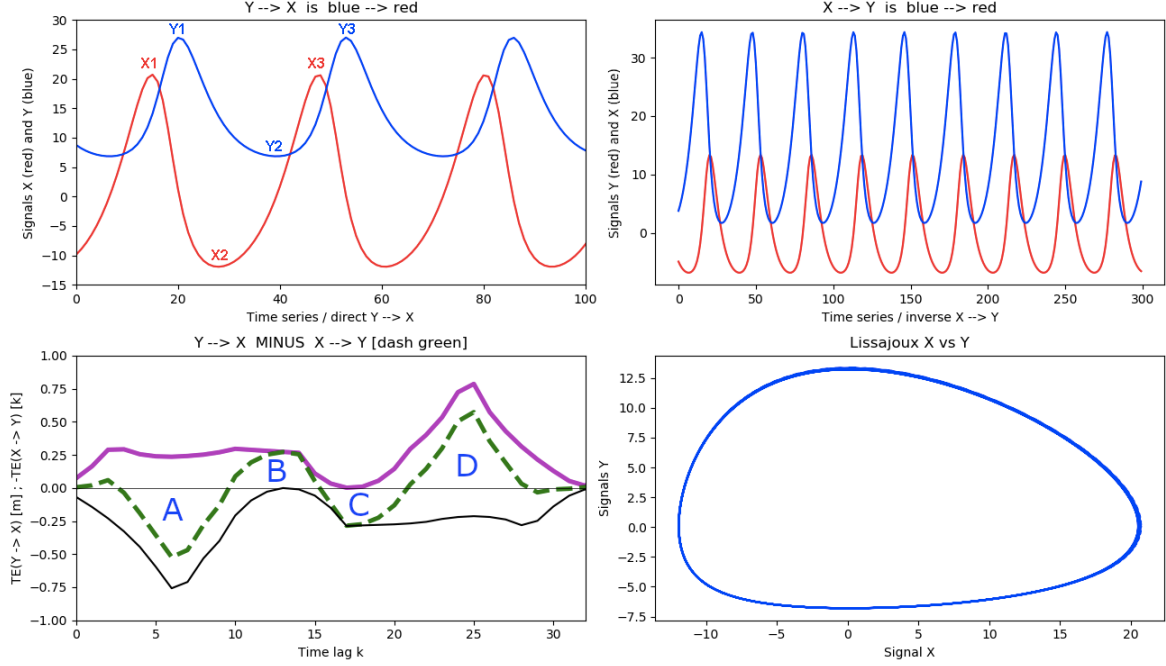 Y --> X  is  blue --> red
Signals X (red) and Y (blue)
30
25
20
15
10
5
0
−5
−10
−15
X1
Y1
X2
Y2
X3
Y3
0
20
40
60
80
100
Time series / direct Y --> X
X --> Y  is  blue --> red
Signals Y (red) and X (blue)
30
20
10
0
0
50
100
150
200
250
300
Time series / inverse X --> Y
Y --> X  MINUS  X --> Y [dash green]
TE(Y -> X) [m] ; -TE(X -> Y) [k]
1.00
0.75
0.50
0.25
0.00
−0.25
−0.50
−0.75
−1.00
A
B
C
D
0
5
10
15
20
25
30
Time lag k
Lissajoux X vs Y
Signals Y
12.5
10.0
7.5
5.0
2.5
0.0
−2.5
−5.0
−7.5
−10
−5
0
5
10
15
20
Signal X